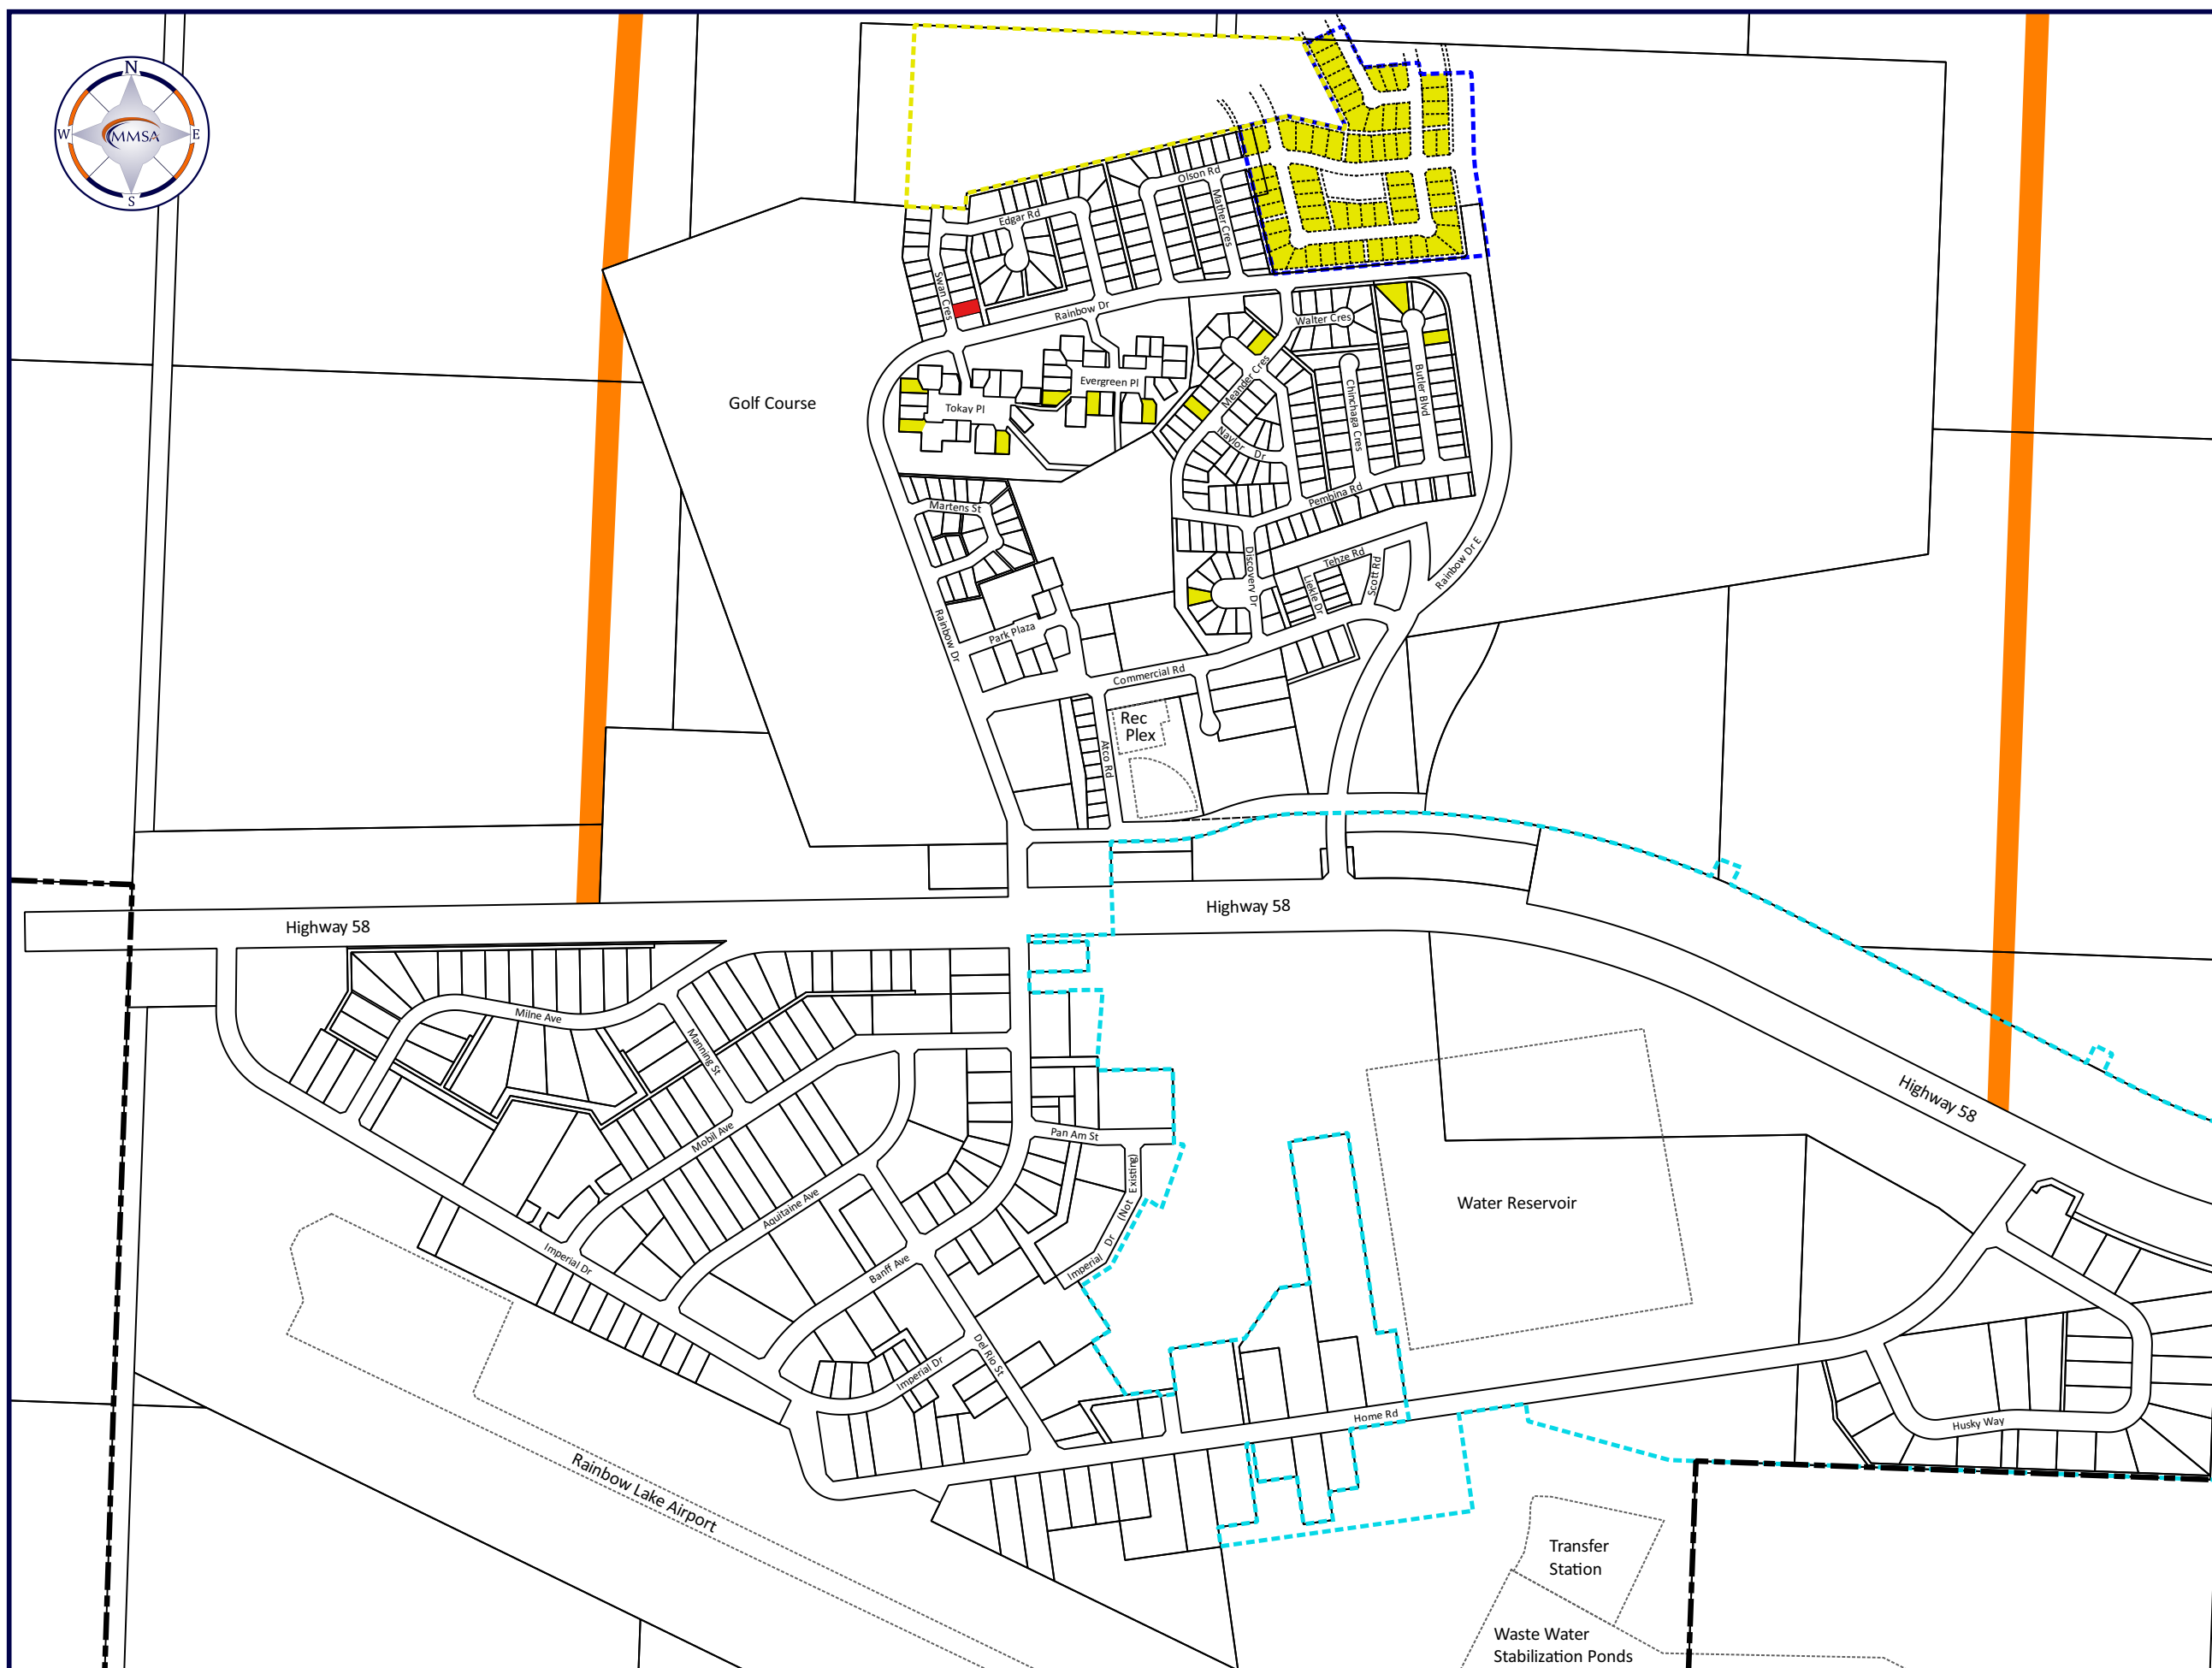 N
W
MMSA
E
S
Golf Course
Edgar Rd
Olson Rd
Mather Cres
Swan Cres
Rainbow Dr
Walter Cres
Evergreen Pl
Tokay Pl
Meander Cres
Chinchaga Cres
Butler Blvd
Naylor Dr
Pembina Rd
Martens St
Discovery Dr
Tehze Rd
Liekle Dr
Scott Rd
Rainbow Dr E
Rainbow Dr
Park Plaza
Commercial Rd
Rec
Plex
Atco Rd
Highway 58
Highway 58
Highway 58
Milne Ave
Manning St
Mobil Ave
Pan Am St
Aquitaine Ave
Imperial Dr (Not Existing)
Water Reservoir
Imperial Dr
Banff Ave
Del Rio St
Imperial Dr
Home Rd
Husky Way
Rainbow Lake Airport
Transfer
Station
Waste Water
Stabilization Ponds